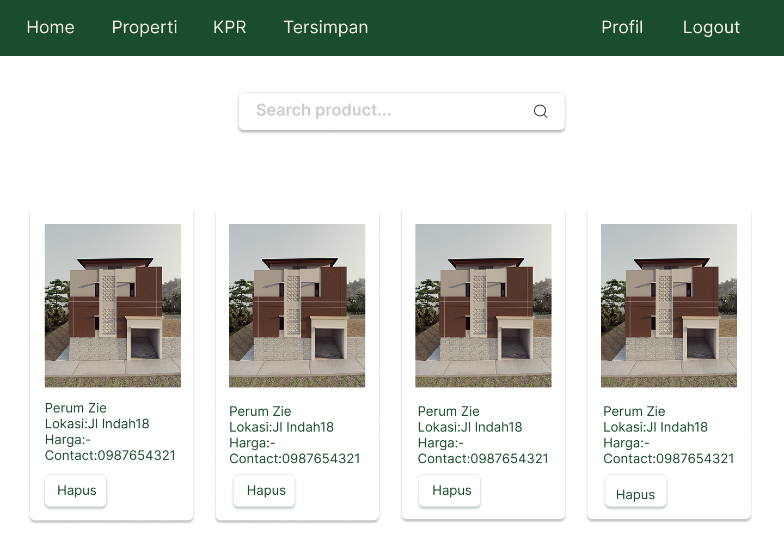 Home Properti KPR Tersimpan Profil Logout
Search product...
Perum Zie
Lokasi:Jl Indah18
Harga:-
Contact:0987654321
Hapus
Perum Zie
Lokasi:Jl Indah18
Harga:-
Contact:0987654321
Hapus
Perum Zie
Lokasi:Jl Indah18
Harga:-
Contact:0987654321
Hapus
Perum Zie
Lokasi:Jl Indah18
Harga:-
Contact:0987654321
Hapus